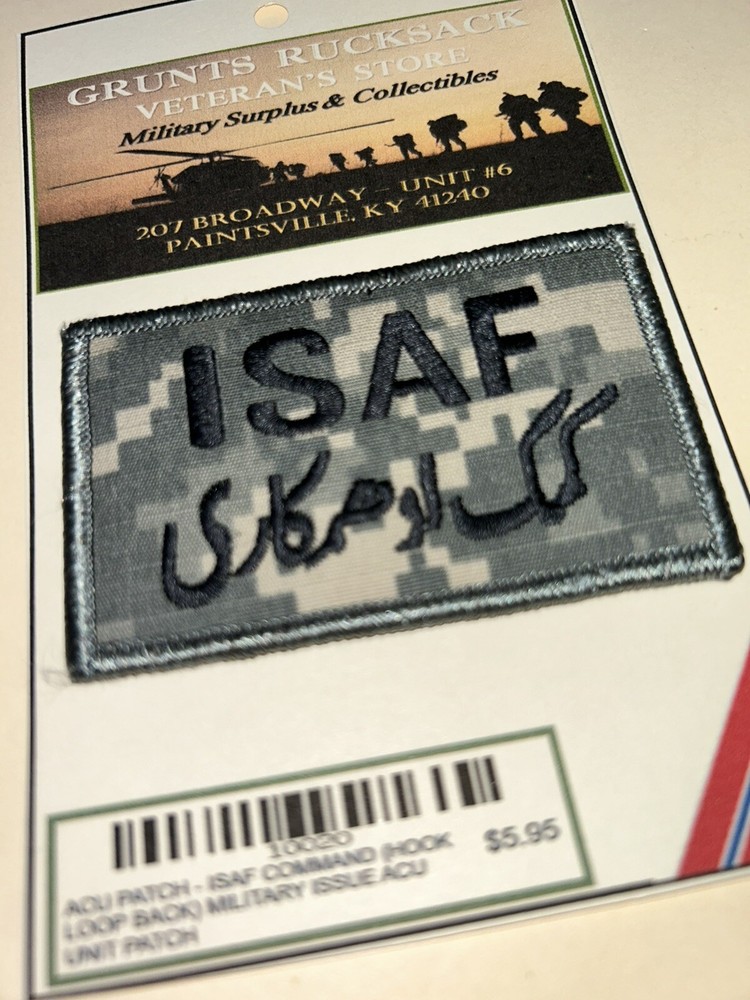 GRUNTS RUCKSACK
VETERAN'S STORE
Military Surplus & Collectibles
207 BROADWAY – UNIT #6
PAINTSVILLE, KY 41240
ISAF
کمک او همکاری
10020
$5.95
ACU PATCH - ISAF COMMAND (HOOK
LOOP BACK) MILITARY ISSUE ACU
UNIT PATCH